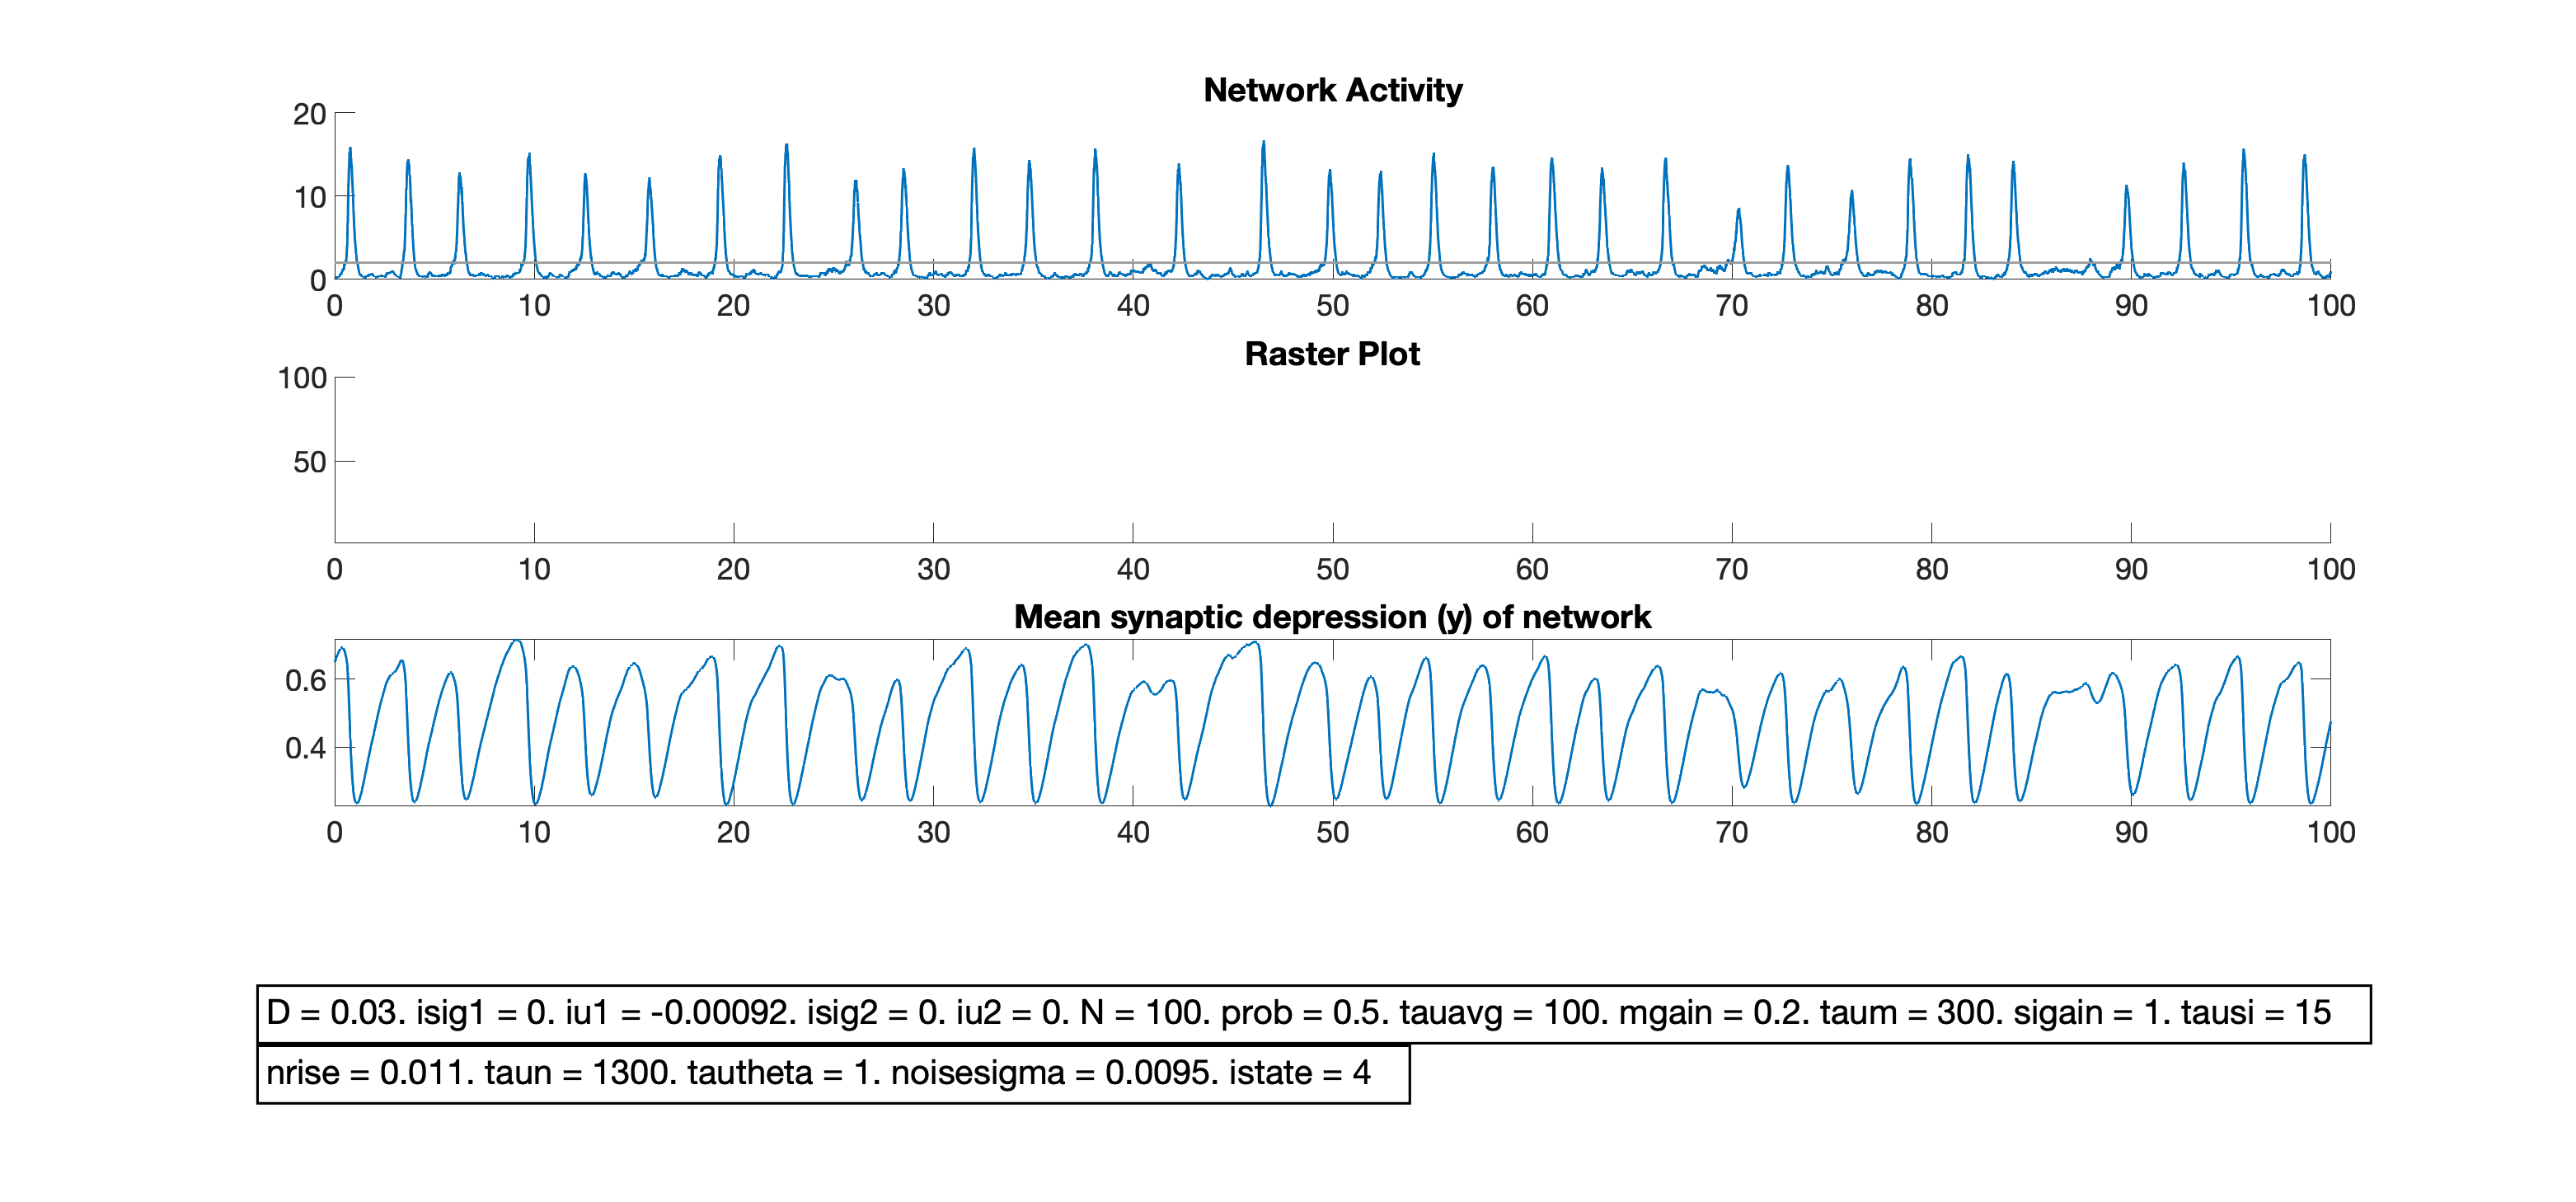 Network Activity
20
10
0
0 10 20 30 40 50 60 70 80 90 100
Raster Plot
100
50
0 10 20 30 40 50 60 70 80 90 100
Mean synaptic depression (y) of network
0.6
0.4
0 10 20 30 40 50 60 70 80 90 100
D = 0.03. isig1 = 0. iu1 = -0.00092. isig2 = 0. iu2 = 0. N = 100. prob = 0.5. tauavg = 100. mgain = 0.2. taum = 300. sigain = 1. tausi = 15
nrise = 0.011. taun = 1300. tautheta = 1. noisesigma = 0.0095. istate = 4